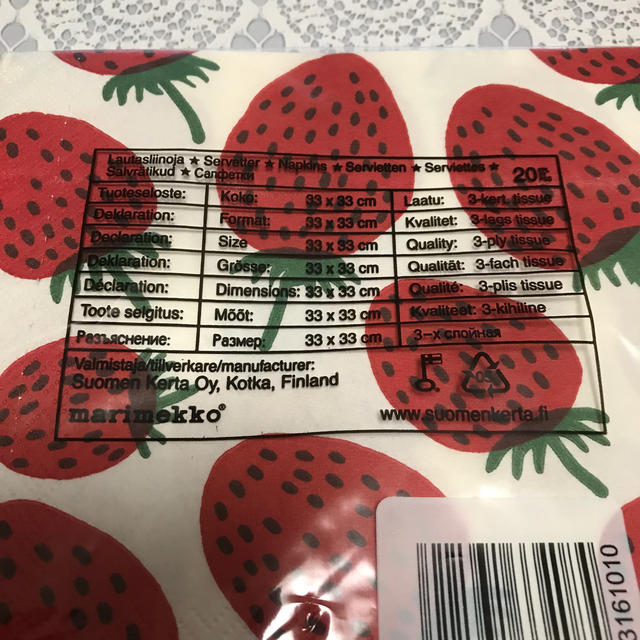 Lautasliinoja ★ Servetter ★ Napkins ★ Servietten ★ Serviettes ★
Salvrätikud ★ Салфетки
Tuoteseloste: Koko: 33 x 33 cm Laatu: 3-kert. tissue
Deklaration: Format: 33 x 33 cm Kvalitet: 3-lags tissue
Declaration: Size 33 x 33 cm Quality: 3-ply tissue
Deklaration: Grösse: 33 x 33 cm Qualität: 3-fach tissue
Déclaration: Dimensions: 33 x 33 cm Qualité: 3-plis tissue
Toote selgitus: Mõõt: 33 x 33 cm Kvaliteet: 3-kihiline
Разъяснение: Размер: 33 x 33 cm 3-х слойная
Valmistaja/tillverkare/manufacturer:
Suomen Kerta Oy, Kotka, Finland
marimekko® www.suomenkerta.fi
3161010